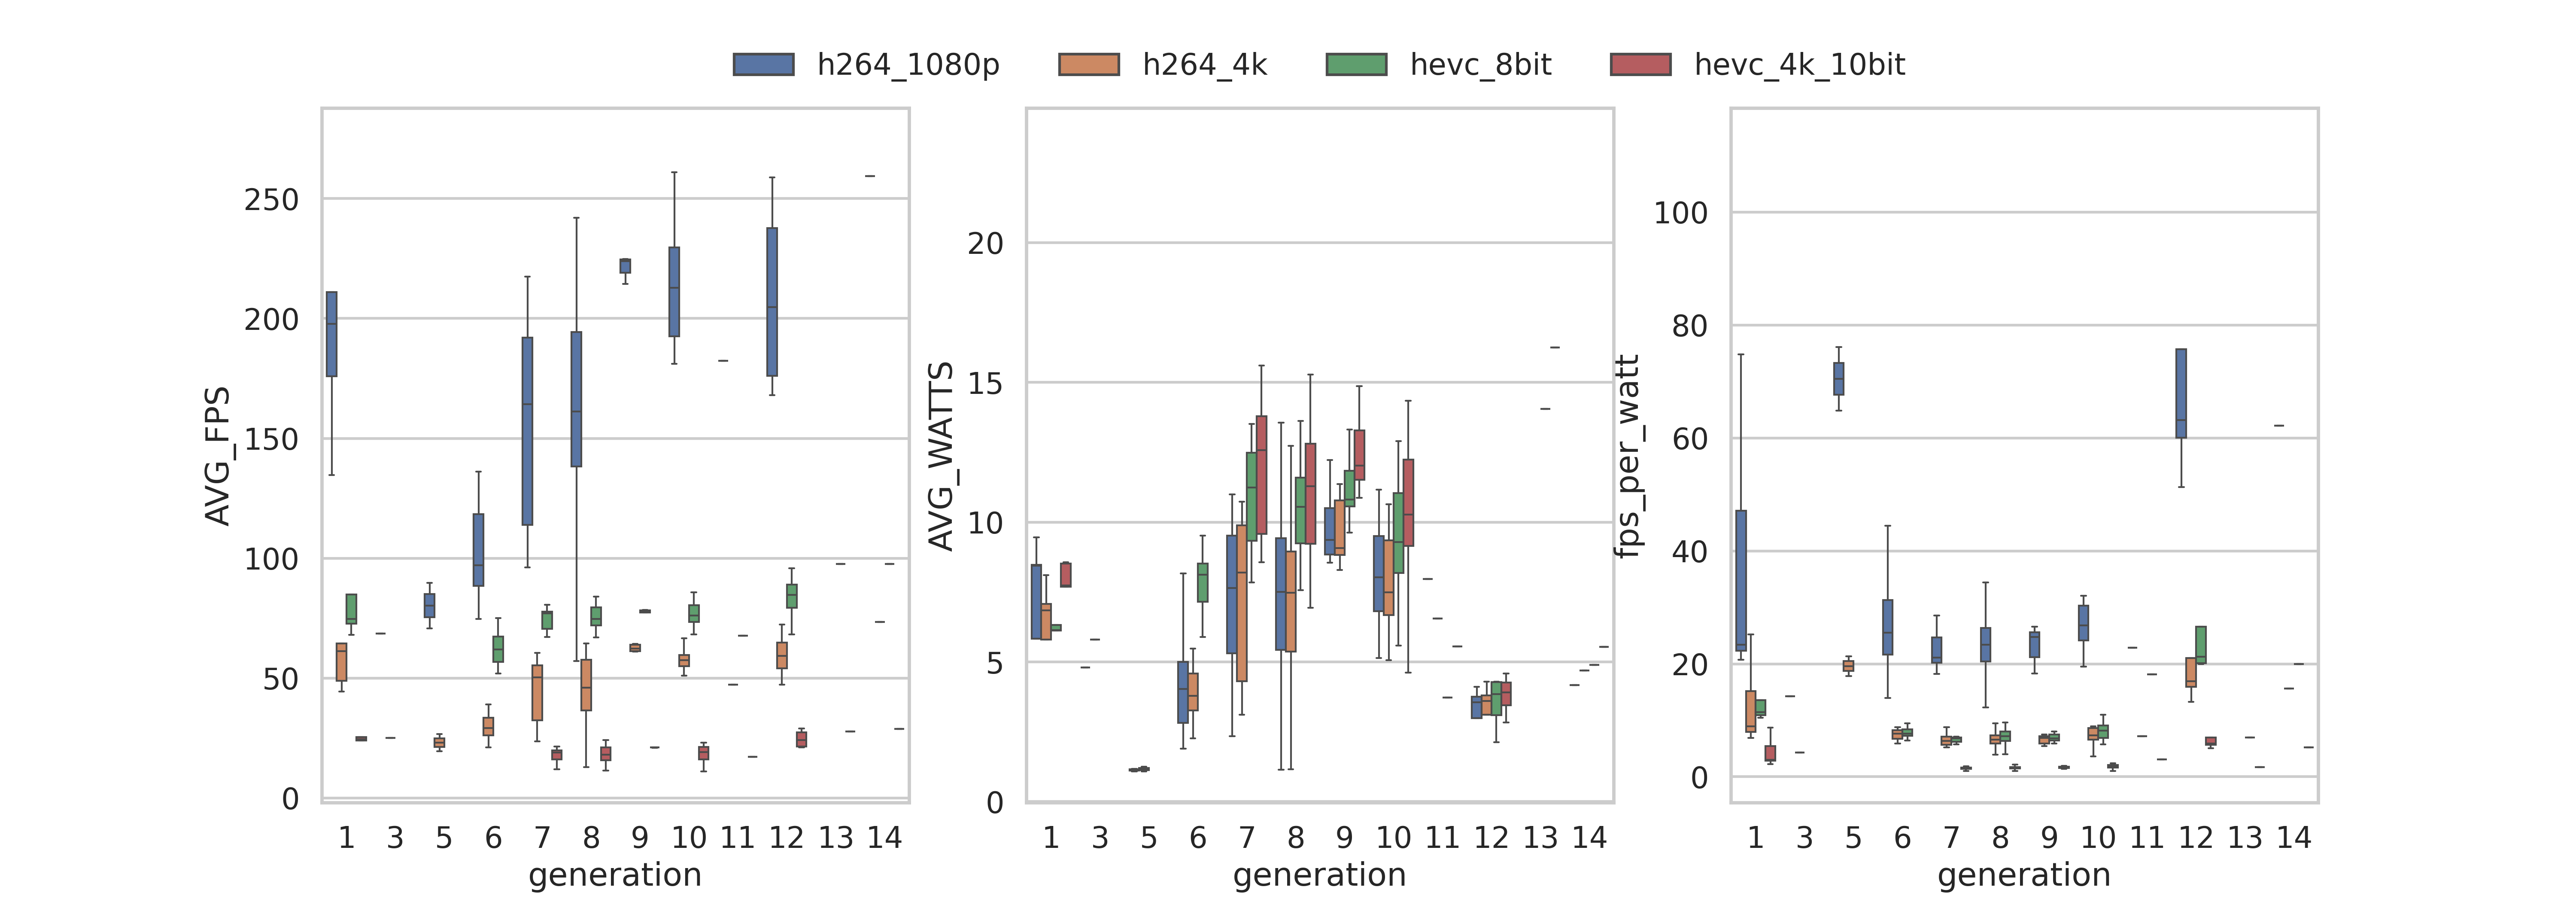 h264_1080p h264_4k hevc_8bit hevc_4k_10bit
AVG_FPS
250
200
150
100
50
0
1 3 5 6 7 8 9 10 11 12 13 14
generation
AVG_WATTS
20
15
10
5
0
1 3 5 6 7 8 9 10 11 12 13 14
generation
fps_per_watt
100
80
60
40
20
0
1 3 5 6 7 8 9 10 11 12 13 14
generation